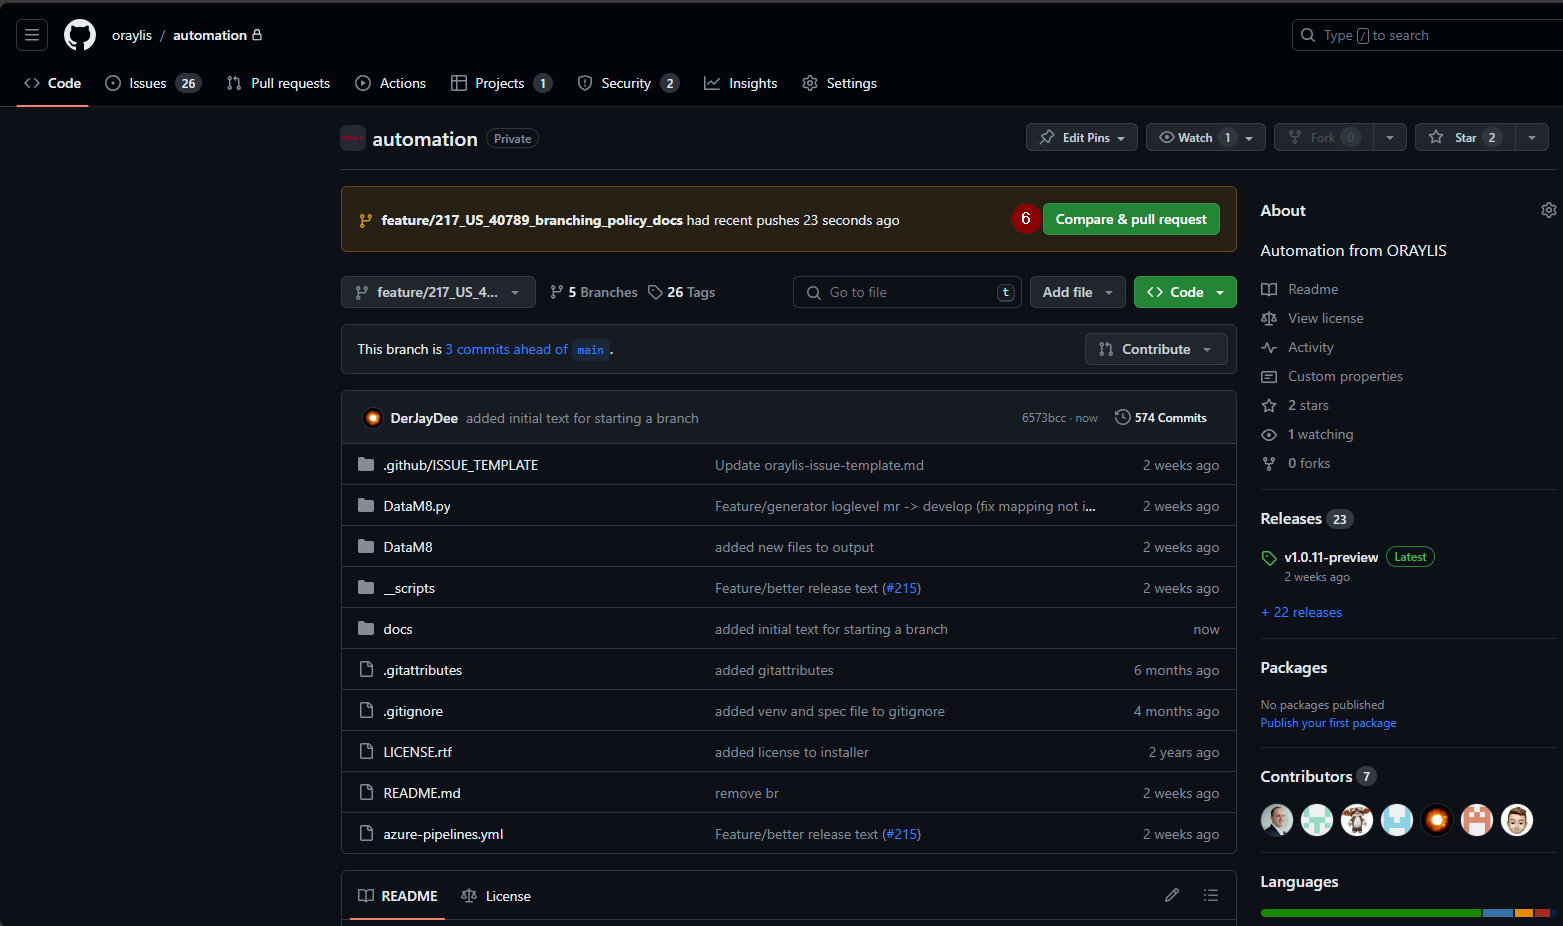 oraylis / automation
Type / to search
Code Issues 26 Pull requests Actions Projects 1 Security 2 Insights Settings
automation Private
Edit Pins Watch 1 Fork 0 Star 2
feature/217_US_40789_branching_policy_docs had recent pushes 23 seconds ago
6
Compare & pull request
feature/217_US_4... 5 Branches 26 Tags
Go to file t
Add file
Code
This branch is 3 commits ahead of main .
Contribute
DerJayDee added initial text for starting a branch 6573bcc · now 574 Commits
.github/ISSUE_TEMPLATE Update oraylis-issue-template.md 2 weeks ago
DataM8.py Feature/generator loglevel mr -> develop (fix mapping not i... 2 weeks ago
DataM8 added new files to output 2 weeks ago
__scripts Feature/better release text (#215) 2 weeks ago
docs added initial text for starting a branch now
.gitattributes added gitattributes 6 months ago
.gitignore added venv and spec file to gitignore 4 months ago
LICENSE.rtf added license to installer 2 years ago
README.md remove br 2 weeks ago
azure-pipelines.yml Feature/better release text (#215) 2 weeks ago
README License
About
Automation from ORAYLIS
Readme
View license
Activity
Custom properties
2 stars
1 watching
0 forks
Releases 23
v1.0.11-preview Latest
2 weeks ago
+ 22 releases
Packages
No packages published
Publish your first package
Contributors 7
Languages